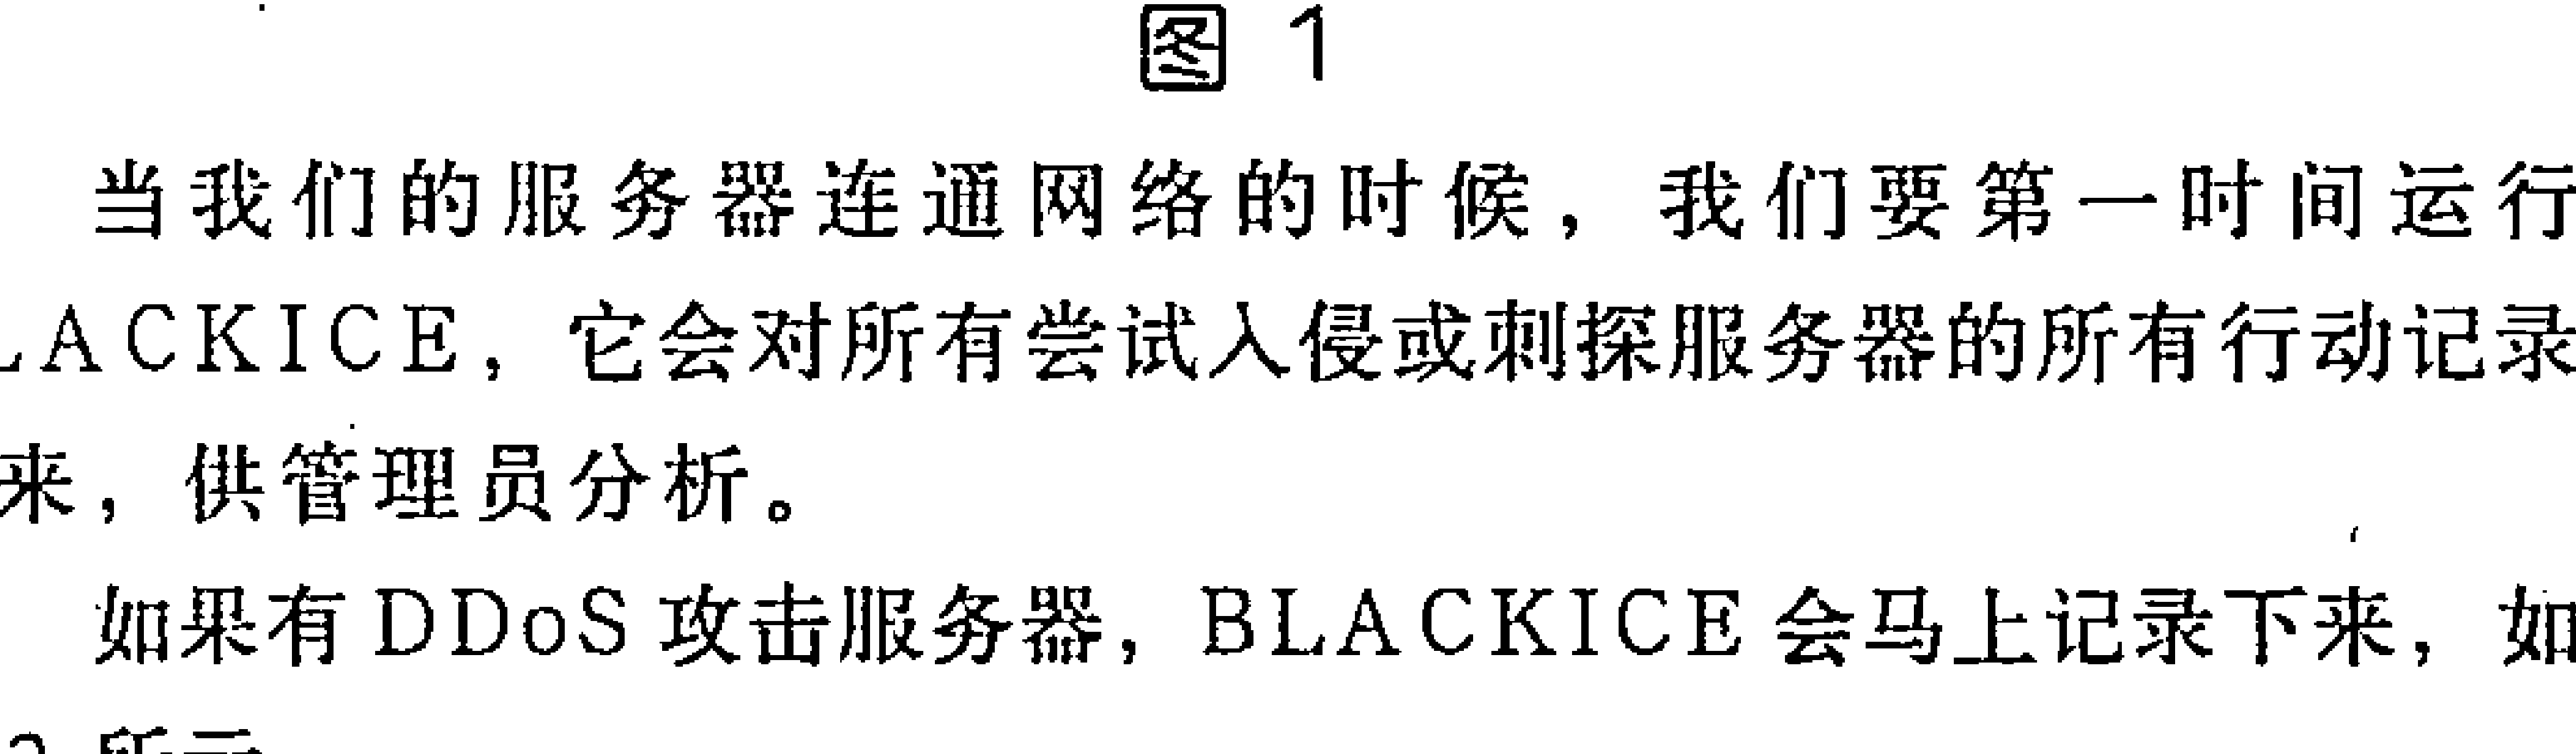 图 1
当我们的服务器连通网络的时候，我们要第一时间运行
LACKICE，它会对所有尝试入侵或刺探服务器的所有行动记录
来，供管理员分析。
如果有DDoS攻击服务器，BLACKICE会马上记录下来，如
所示